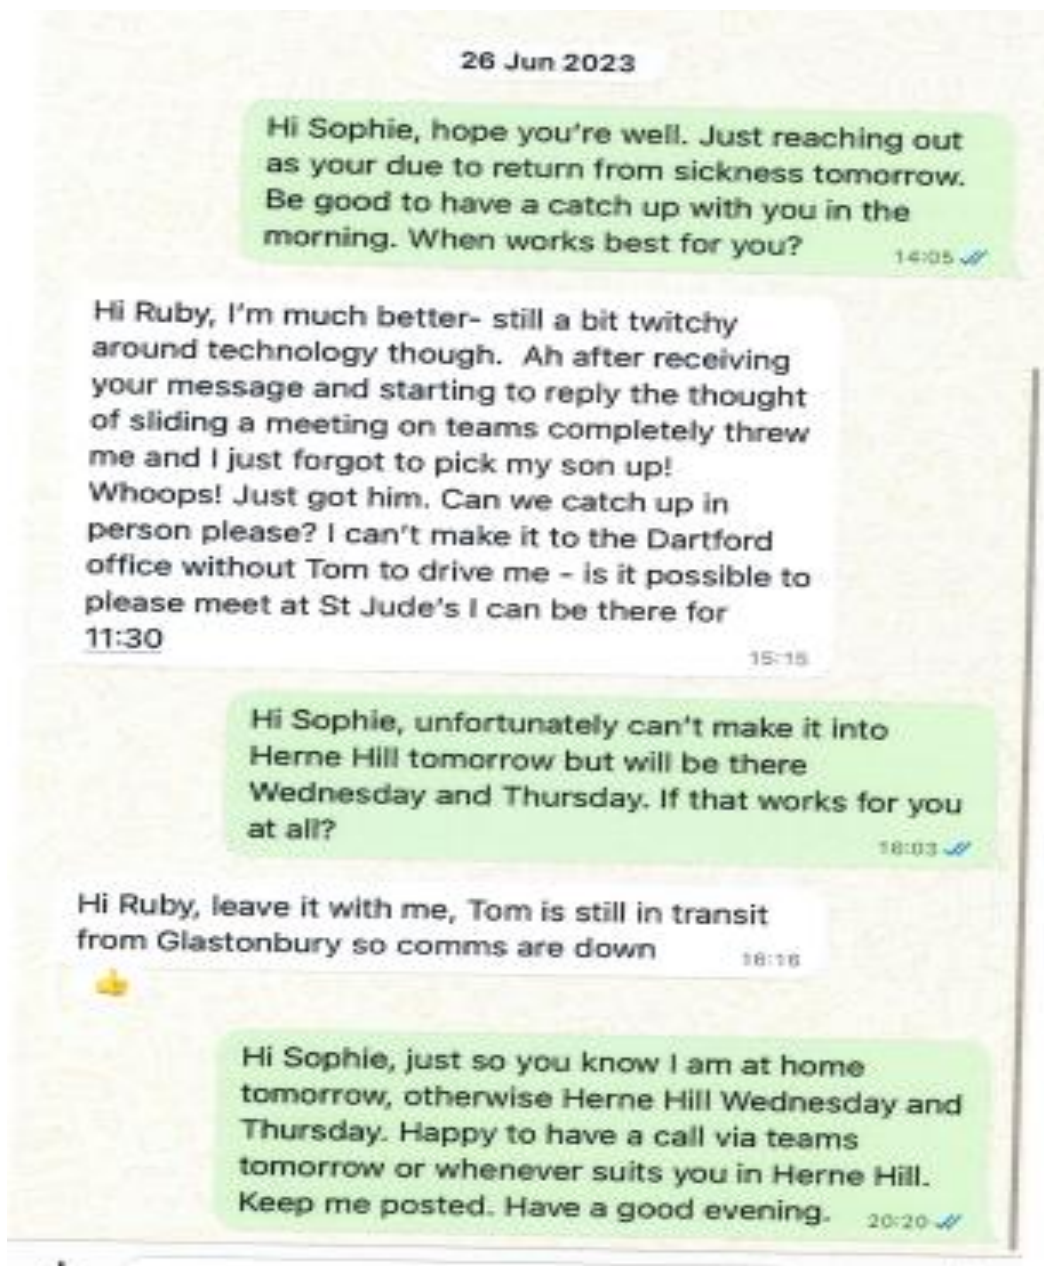 26 Jun 2023
Hi Sophie, hope you're well. Just reaching out
as your due to return from sickness tomorrow.
Be good to have a catch up with you in the
morning. When works best for you?
14:05
Hi Ruby, I'm much better- still a bit twitchy
around technology though. Ah after receiving
your message and starting to reply the thought
of sliding a meeting on teams completely threw
me and I just forgot to pick my son up!
Whoops! Just got him. Can we catch up in
person please? I can't make it to the Dartford
office without Tom to drive me - is it possible to
please meet at St Jude's I can be there for
11:30
15:15
Hi Sophie, unfortunately can't make it into
Herne Hill tomorrow but will be there
Wednesday and Thursday. If that works for you
at all?
16:03
Hi Ruby, leave it with me, Tom is still in transit
from Glastonbury so comms are down
16:16
👍
Hi Sophie, just so you know I am at home
tomorrow, otherwise Herne Hill Wednesday and
Thursday. Happy to have a call via teams
tomorrow or whenever suits you in Herne Hill.
Keep me posted. Have a good evening.
20:20